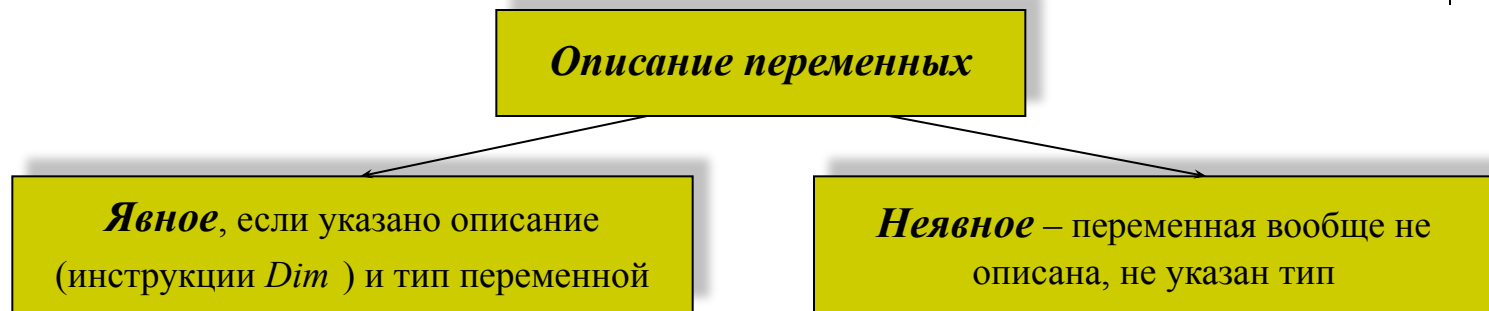 Описание переменных
Явное, если указано описание
(инструкции Dim ) и тип переменной
Неявное – переменная вообще не
описана, не указан тип